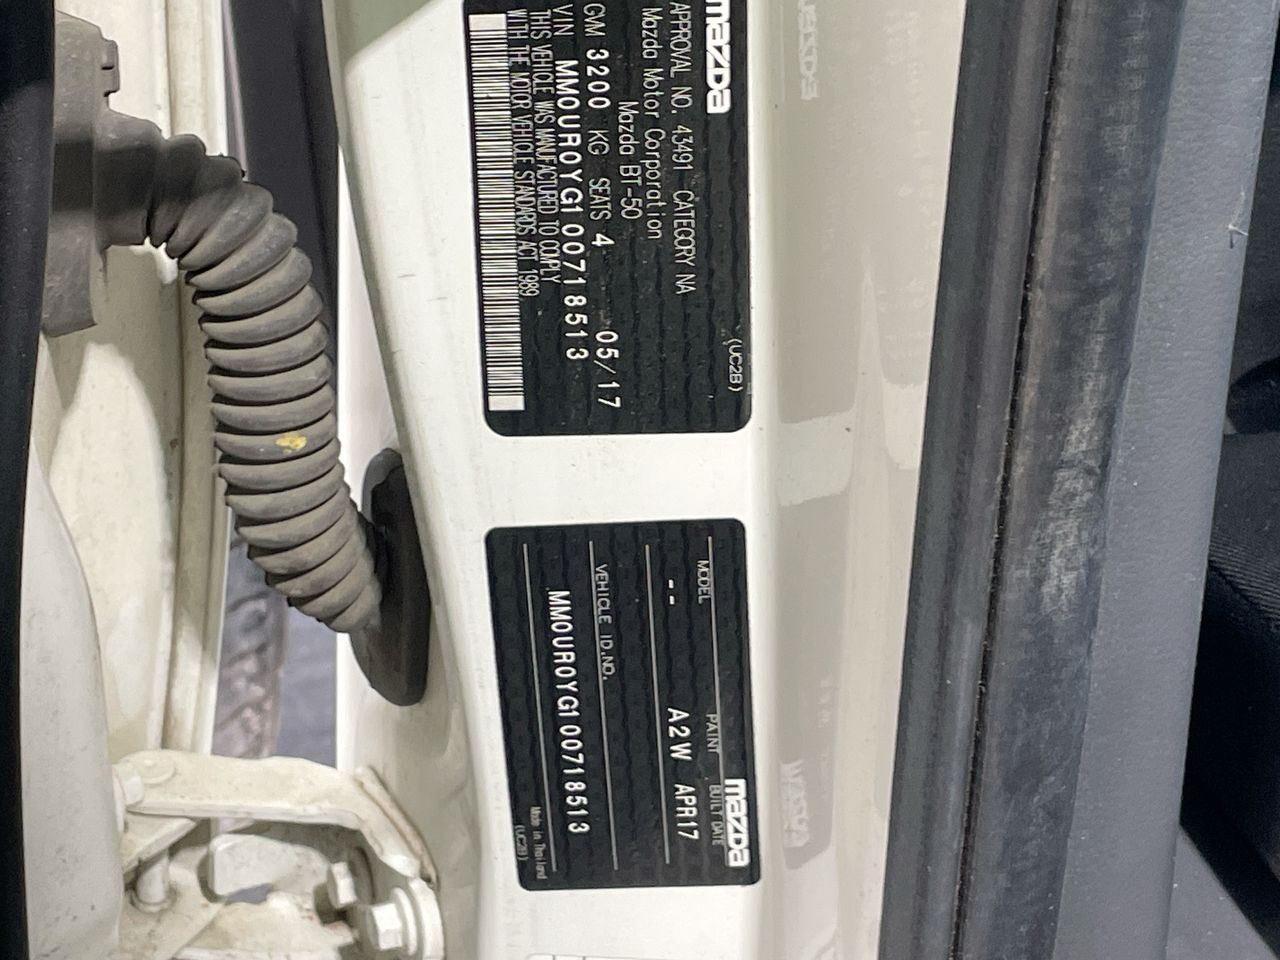 mazda
APPROVAL NO. 43491 CATEGORY NA
Mazda Motor Corporation
Mazda BT-50
(UC2B)
GVM 3200 KG SEATS 4 05/17
VIN MM0UR0YG100718513
THIS VEHICLE WAS MANUFACTURED TO COMPLY
WITH THE MOTOR VEHICLE STANDARDS ACT 1989
mazda
MODEL PAINT BUILT DATE
-- A2W APR17
VEHICLE ID.NO.
MM0UR0YG100718513
Made in Thailand
(UC2B)